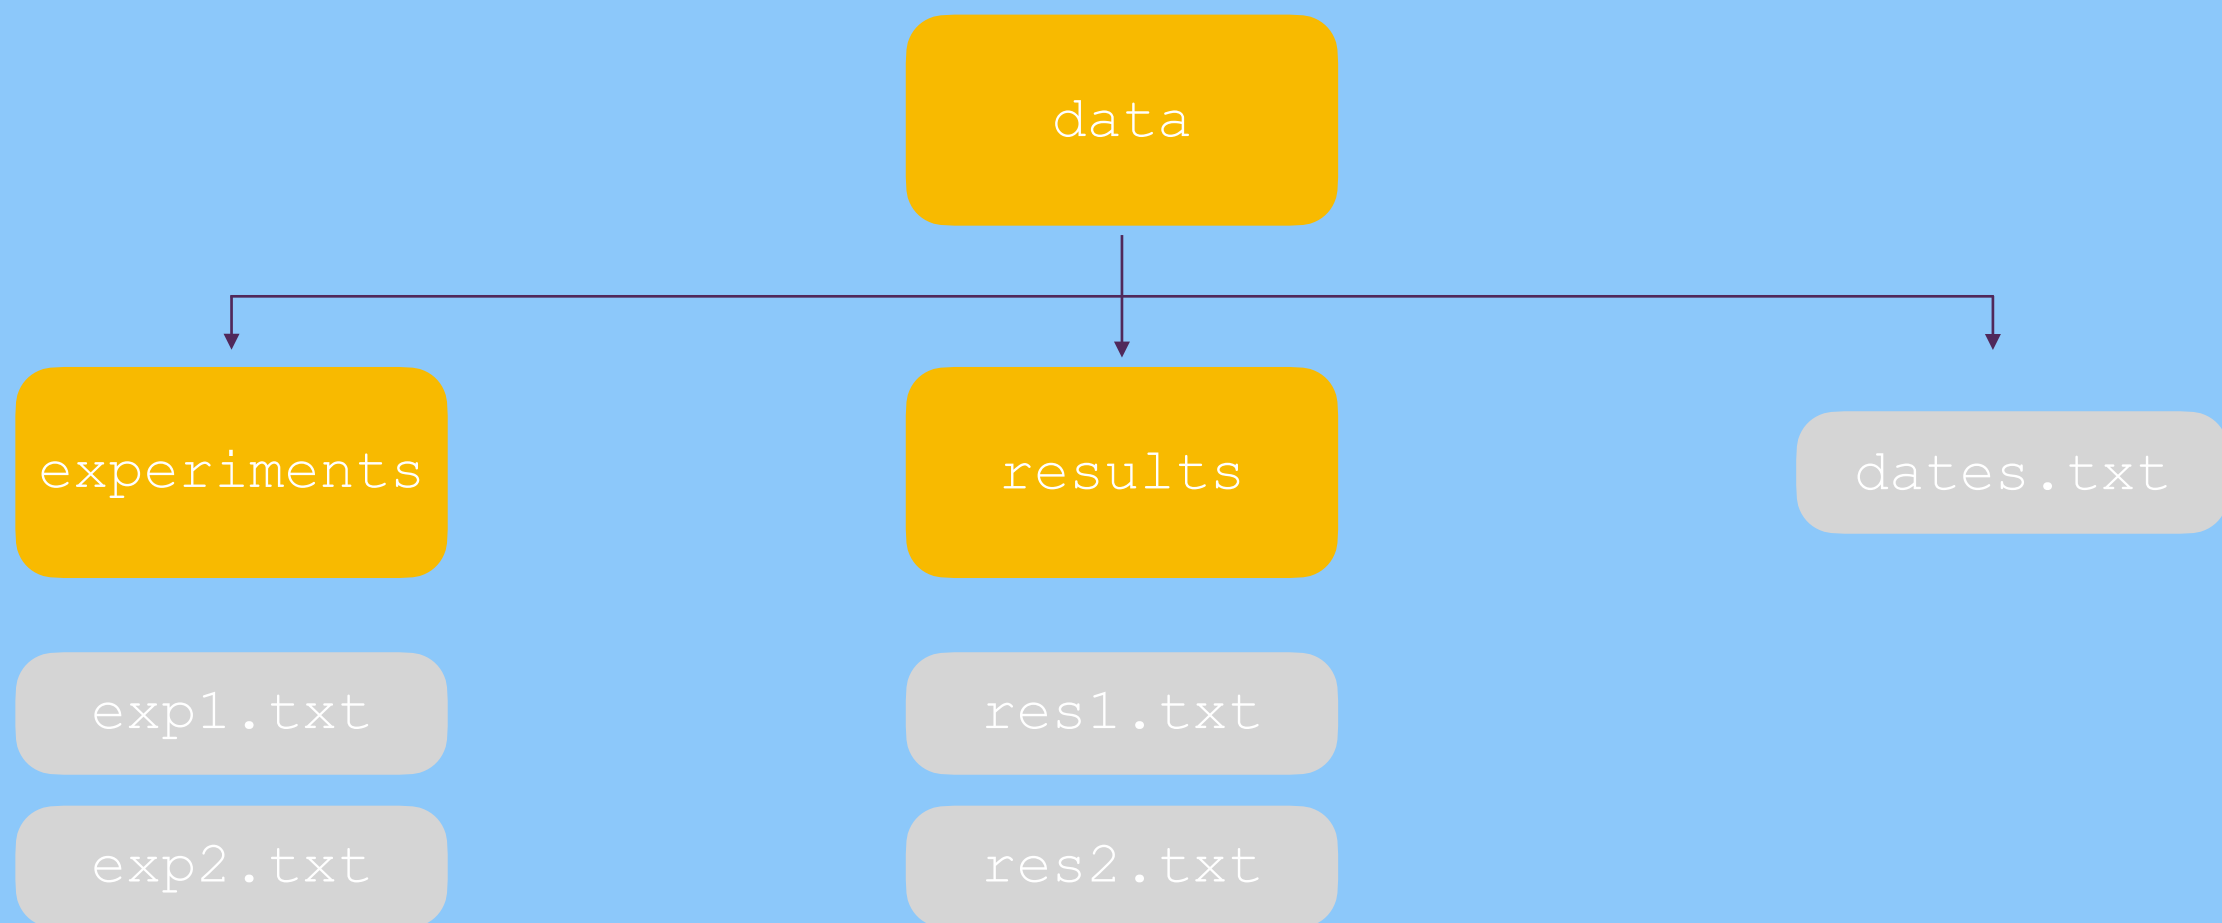 data
experiments
results
dates.txt
exp1.txt
res1.txt
exp2.txt
res2.txt